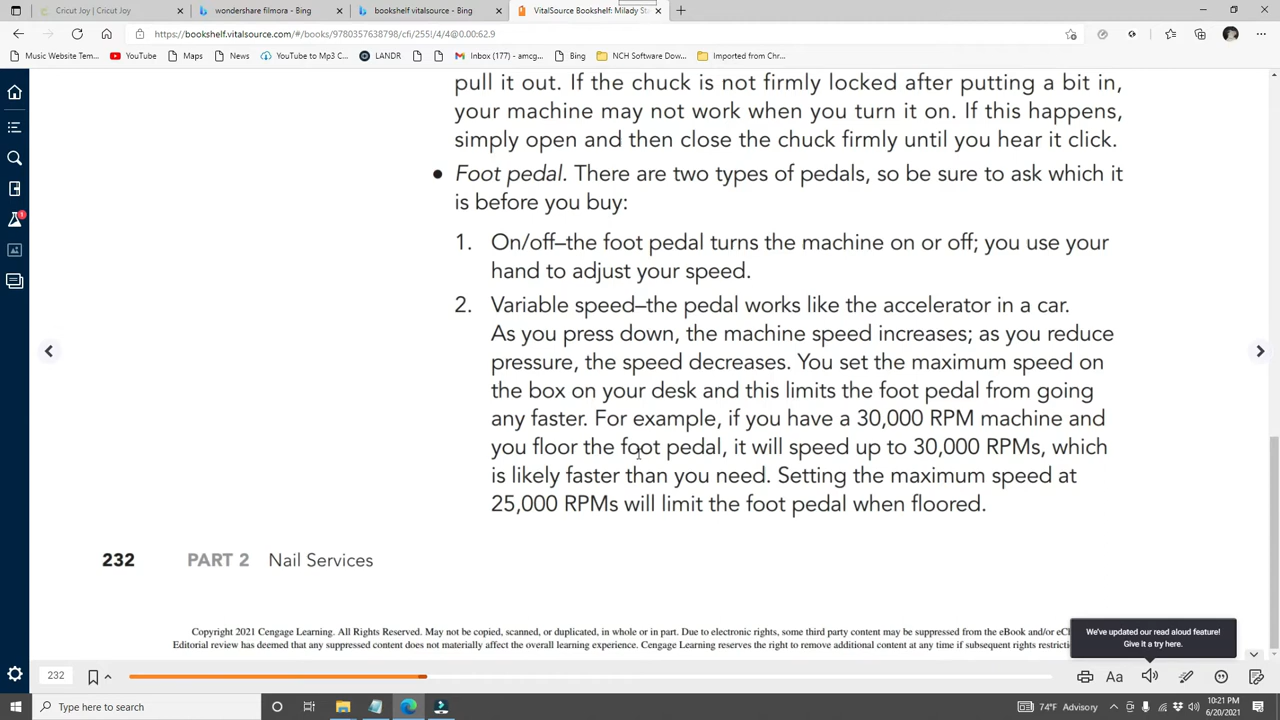 Cricut Joy | Cricut Joy
wondershare filmora - Bing
bookshelf vitalsource - Bing
VitalSource Bookshelf: Milady St
https://bookshelf.vitalsource.com/#/books/9780357638798/cfi/255!/4/4@0.00:62.9
Music Website Tem...
YouTube
Maps
News
YouTube to Mp3 C...
LANDR
Inbox (177) - amcg...
Bing
NCH Software Dow...
Imported from Chr...
pull it out. If the chuck is not firmly locked after putting a bit in,
your machine may not work when you turn it on. If this happens,
simply open and then close the chuck firmly until you hear it click.
• Foot pedal. There are two types of pedals, so be sure to ask which it
is before you buy:
1. On/off–the foot pedal turns the machine on or off; you use your
hand to adjust your speed.
2. Variable speed–the pedal works like the accelerator in a car.
As you press down, the machine speed increases; as you reduce
pressure, the speed decreases. You set the maximum speed on
the box on your desk and this limits the foot pedal from going
any faster. For example, if you have a 30,000 RPM machine and
you floor the foot pedal, it will speed up to 30,000 RPMs, which
is likely faster than you need. Setting the maximum speed at
25,000 RPMs will limit the foot pedal when floored.
232 PART 2 Nail Services
Copyright 2021 Cengage Learning. All Rights Reserved. May not be copied, scanned, or duplicated, in whole or in part. Due to electronic rights, some third party content may be suppressed from the eBook and/or eCh
Editorial review has deemed that any suppressed content does not materially affect the overall learning experience. Cengage Learning reserves the right to remove additional content at any time if subsequent rights restricti
We've updated our read aloud feature!
Give it a try here.
232
Aa
Type here to search
74°F Advisory
10:21 PM
6/20/2021